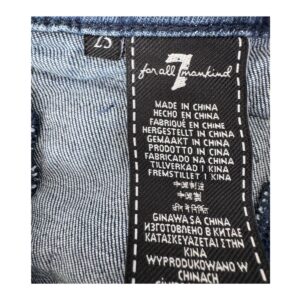 25
7
for all mankind
MADE IN CHINA
HECHO EN CHINA
FABRIQUÉ EN CHINE
HERGESTELLT IN CHINA
GEMAAKT IN CHINA
PRODOTTO IN CINA
FABRICADO NA CHINA
TILLVERKAD I KINA
FREMSTILLET I KINA
中国製
चीन में निर्मित
GINAWA SA CHINA
ИЗГОТОВЛЕНО В КИТАЕ
ΚΑΤΑΣΚΕΥΑΖΕΤΑΙ ΣΤΗΝ
ΚΙΝΑ
WYPRODUKOWANO W
CHINACH